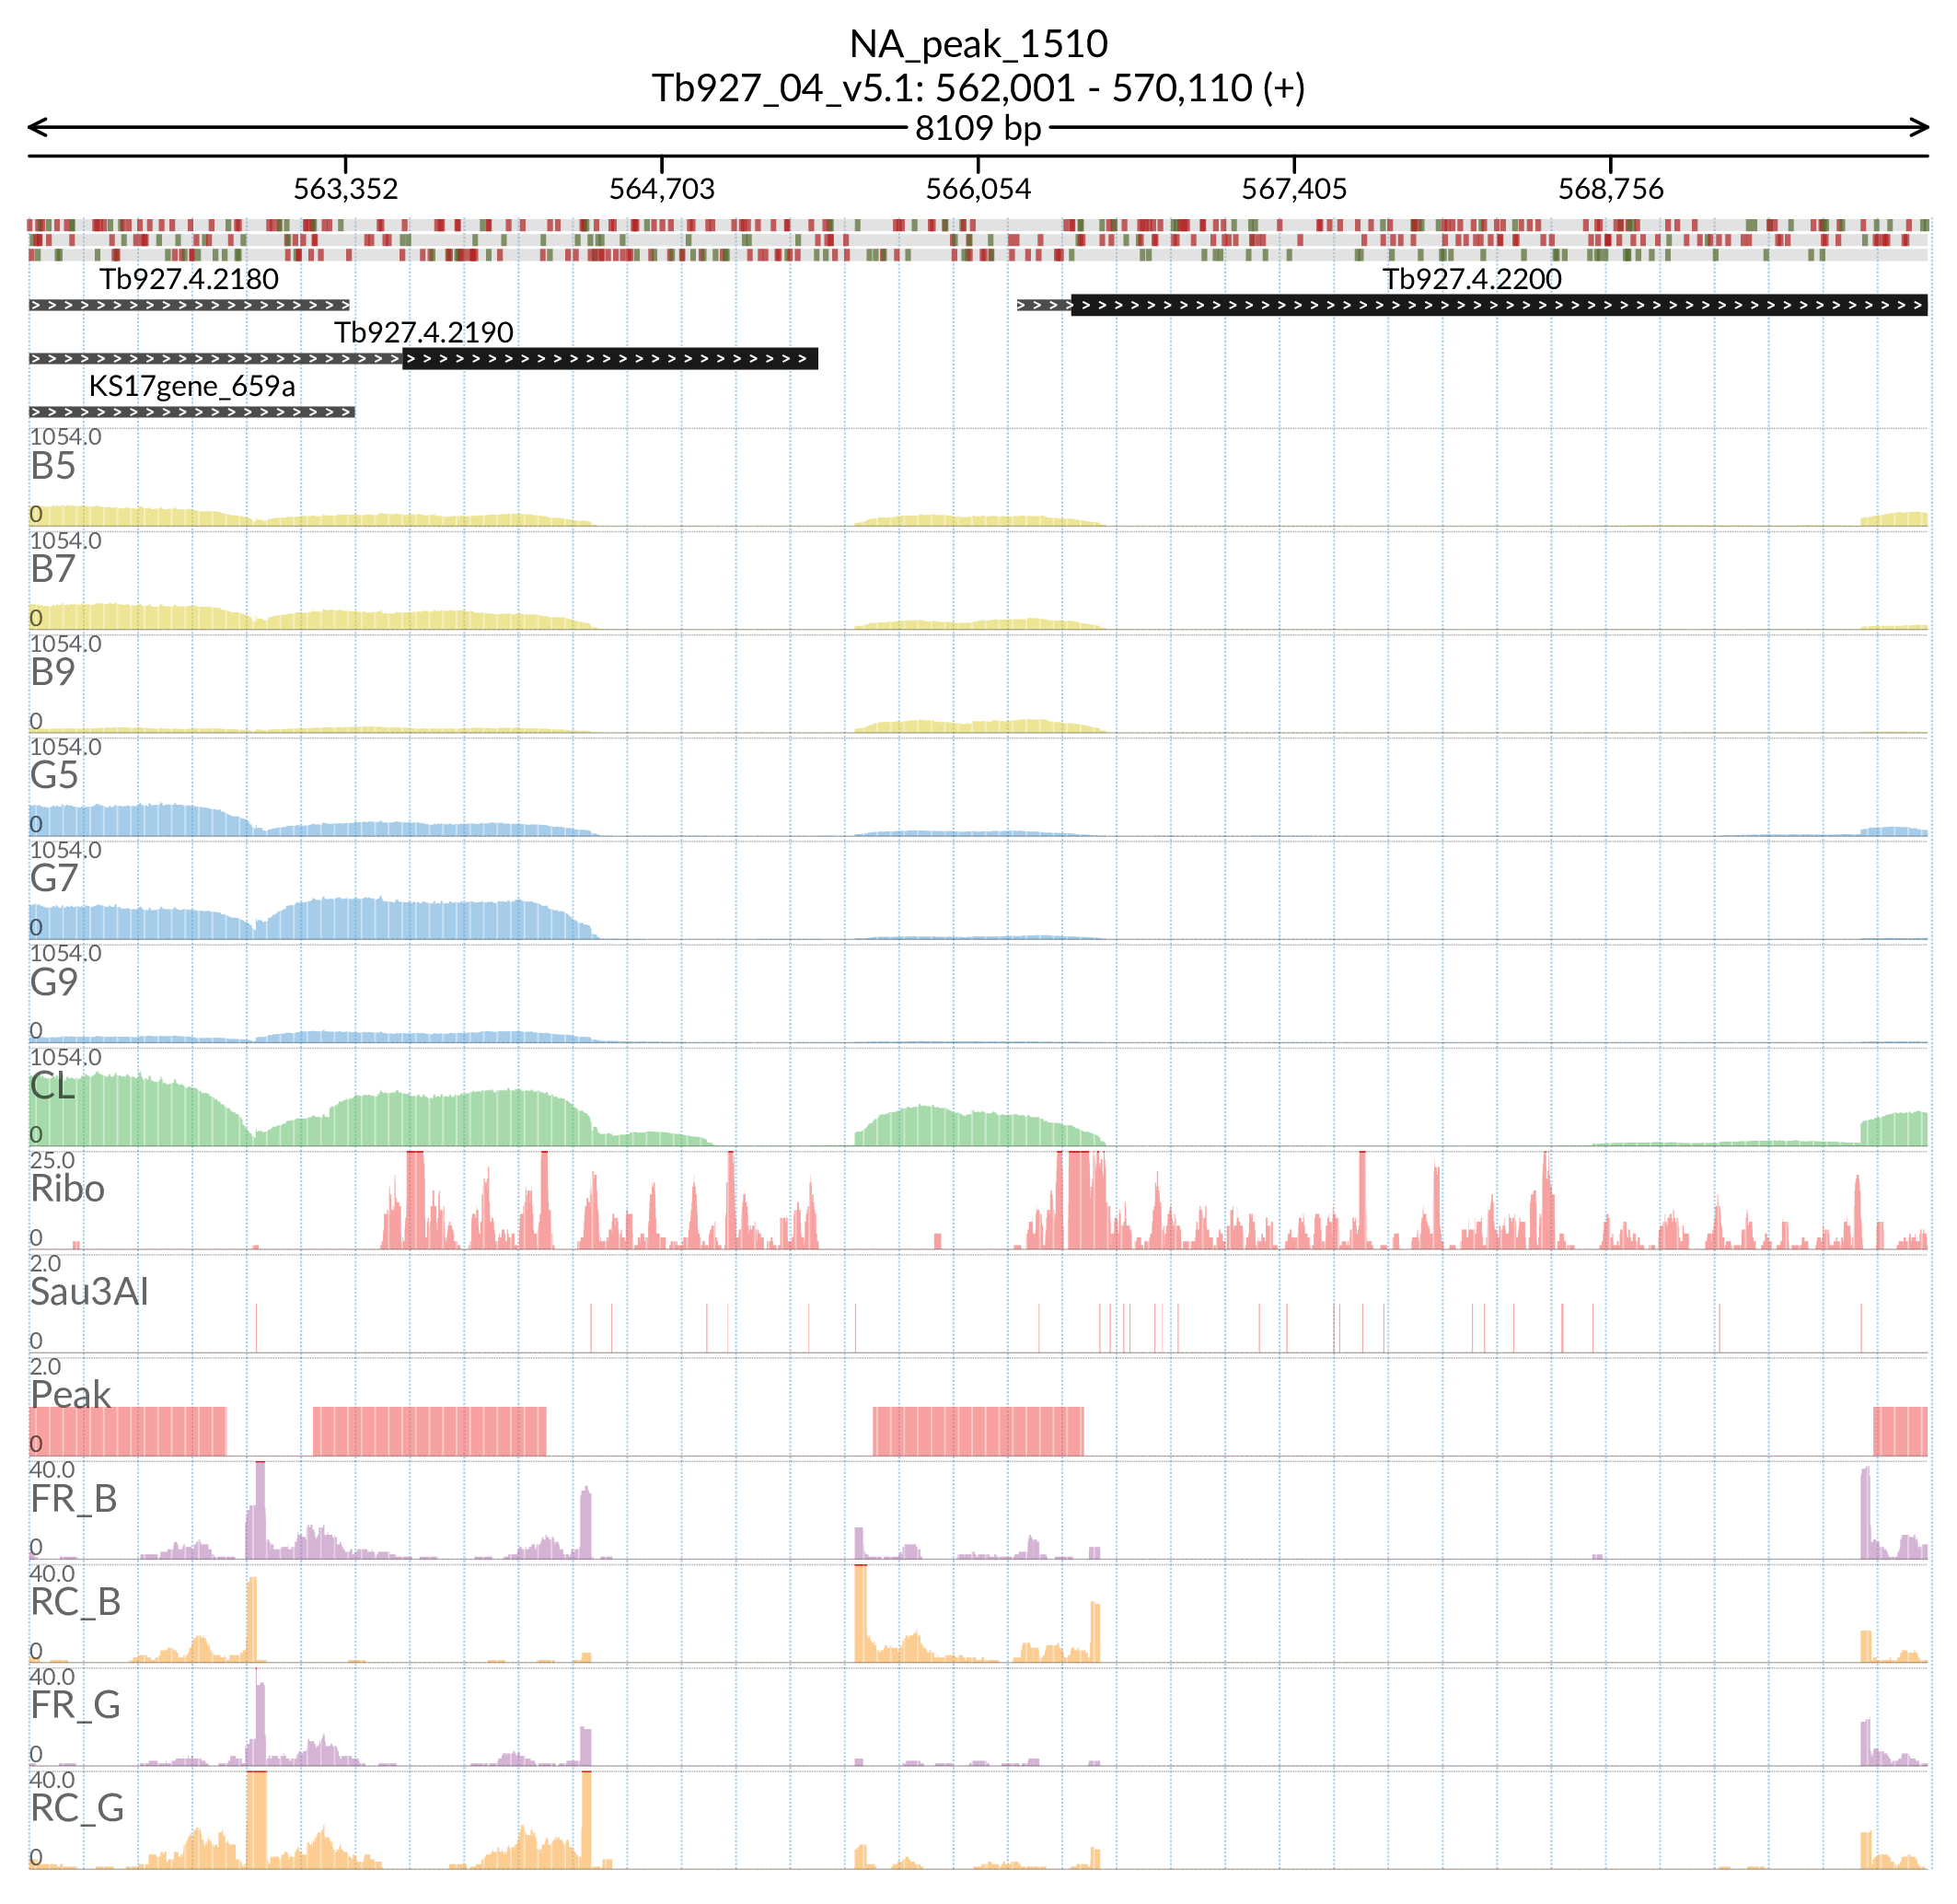 NA_peak_1510
Tb927_04_v5.1: 562,001 - 570,110 (+)
8109 bp
563,352 564,703 566,054 567,405 568,756
Tb927.4.2180 Tb927.4.2200
Tb927.4.2190
KS17gene_659a
1054.0
B5
0
1054.0
B7
0
1054.0
B9
0
1054.0
G5
0
1054.0
G7
0
1054.0
G9
0
1054.0
CL
0
25.0
Ribo
0
2.0
Sau3AI
0
2.0
Peak
0
40.0
FR_B
0
40.0
RC_B
0
40.0
FR_G
0
40.0
RC_G
0